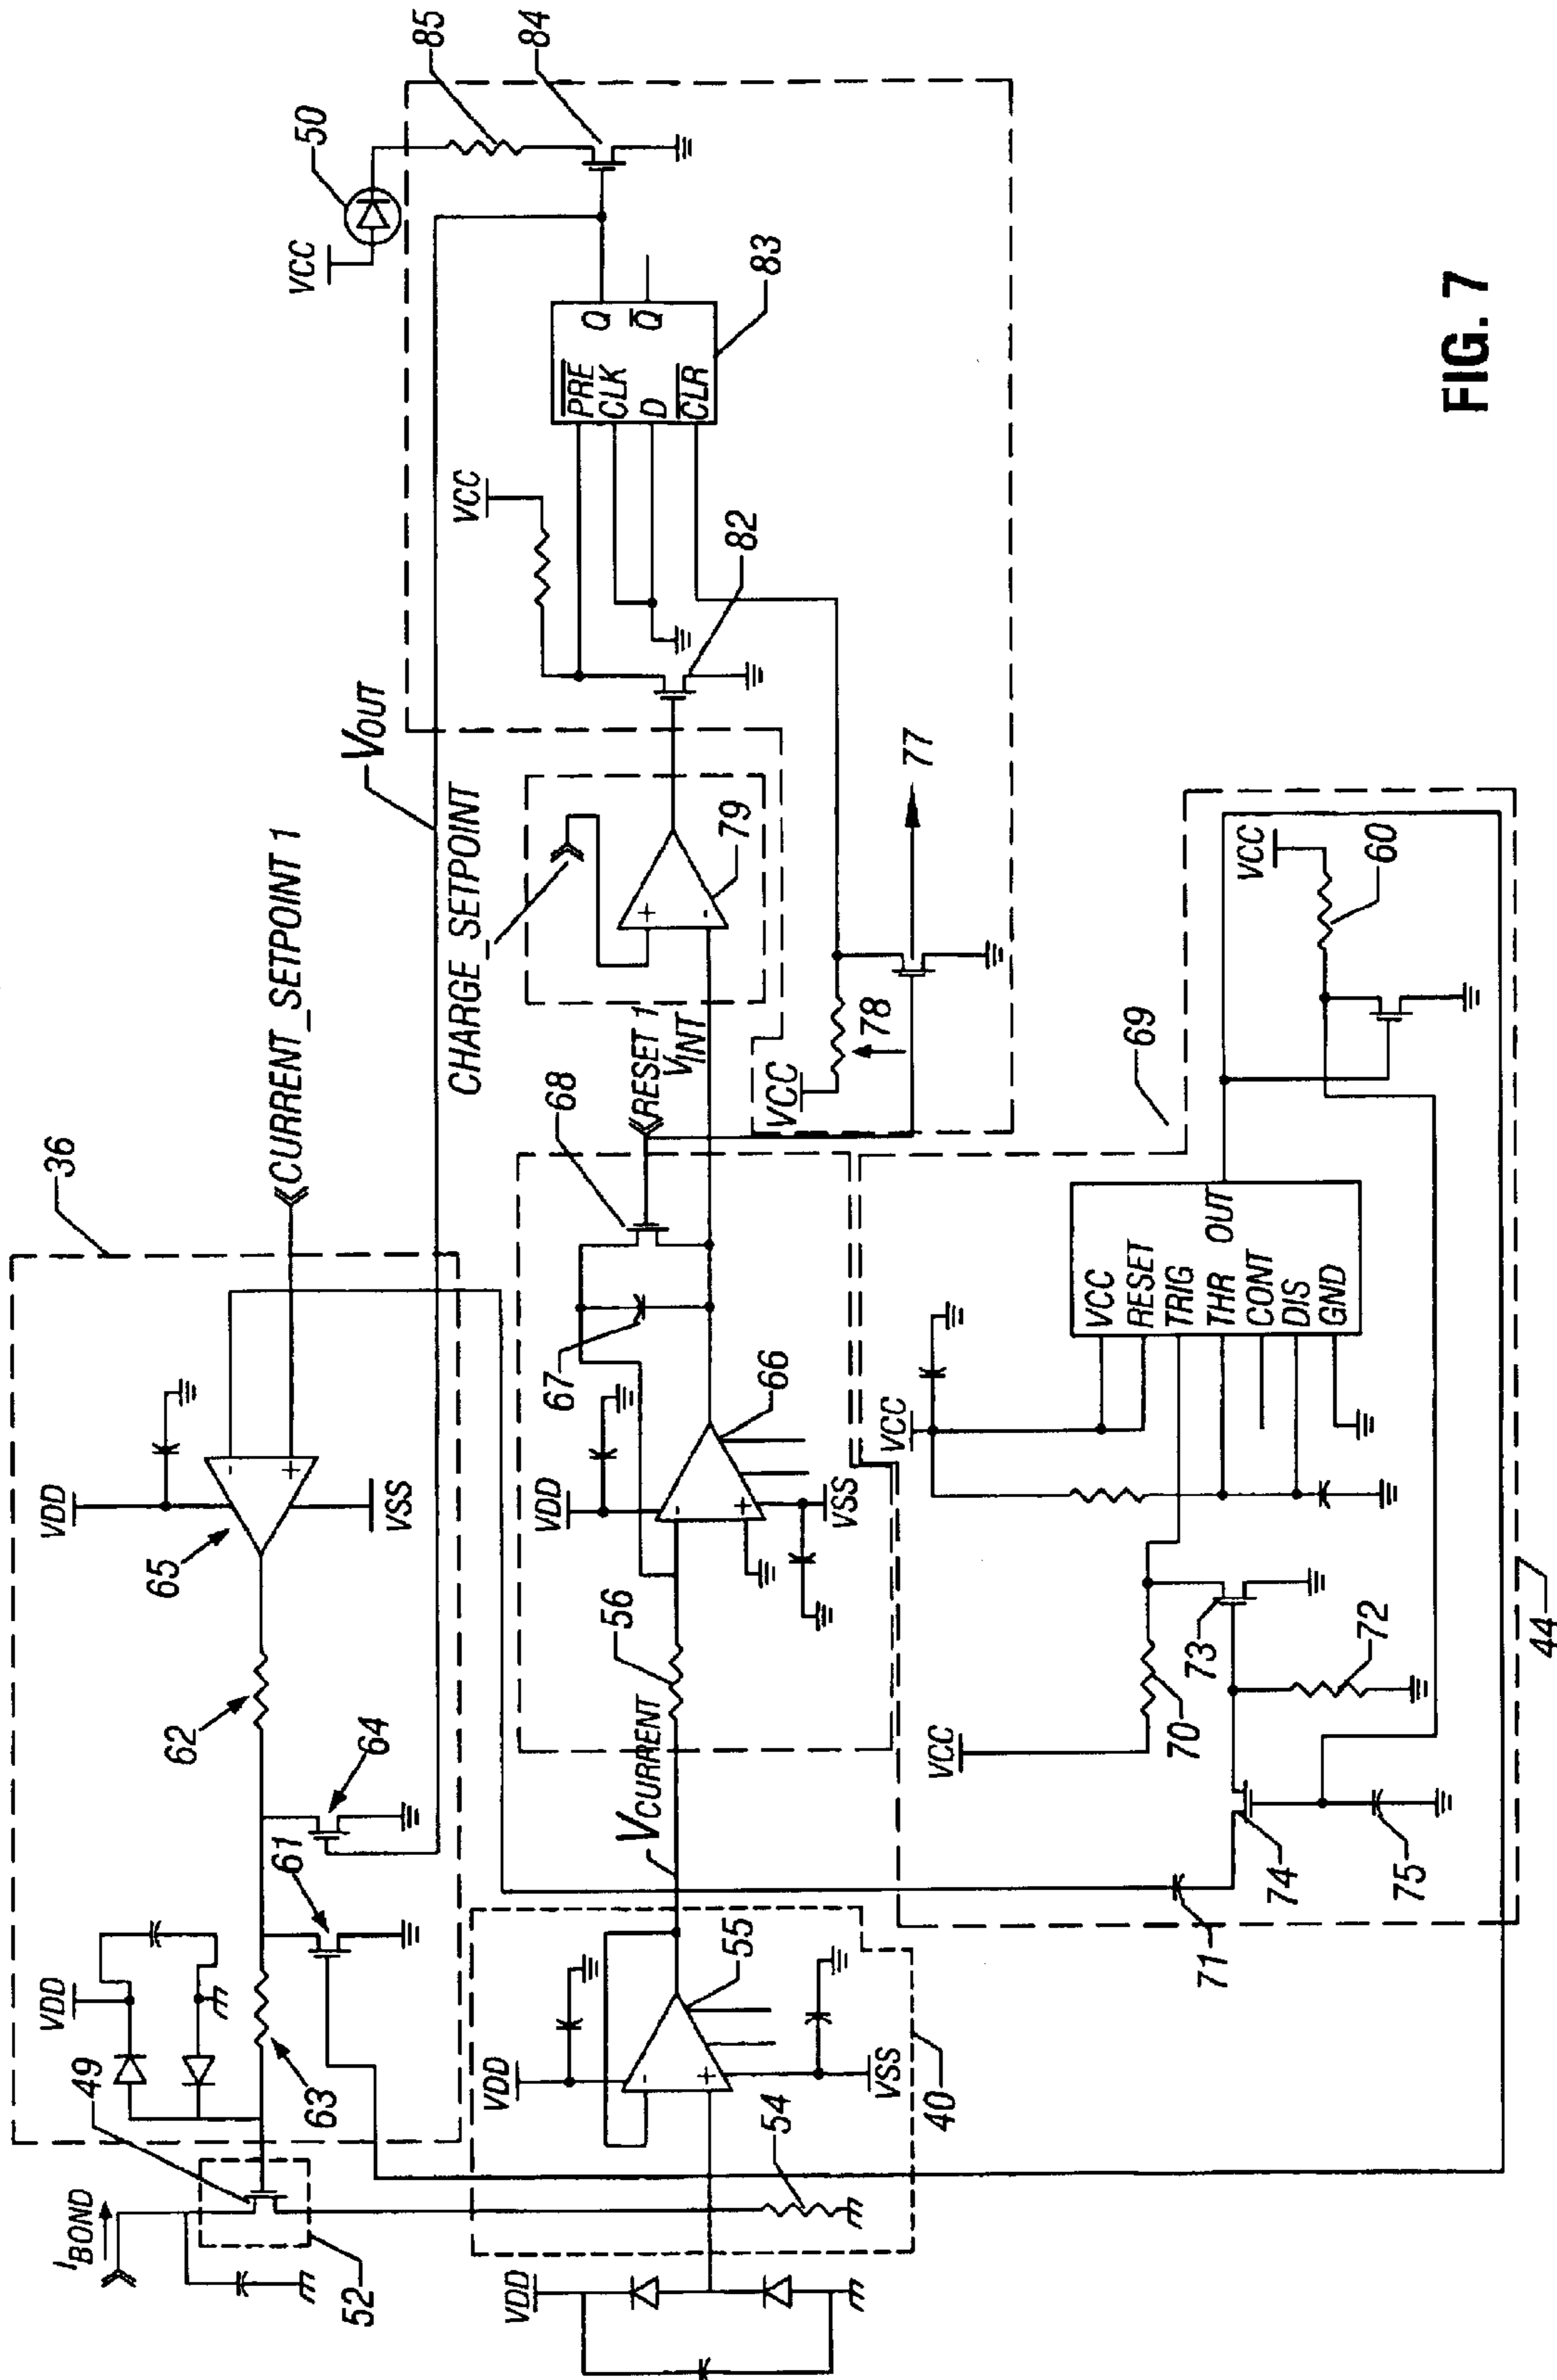 36
VDD
VDD
65
CURRENT_SETPOINT 1
62
64
61
63
49
VSS
I BOND
52
VOUT
VCC
50
85
84
CHARGE_SETPOINT
VCC
PRE
CLK
D
CLR
Q
Q
83
82
+
-
79
VDD
VDD
67
68
RESET 1
VINT
VCURRENT
56
66
VSS
55
VSS
54
40
VDD
VCC
78
77
69
VCC
VCC
VCC
RESET
TRIG
THR
CONT
DIS
GND
OUT
VCC
60
70
73
72
74
75
71
44
FIG. 7